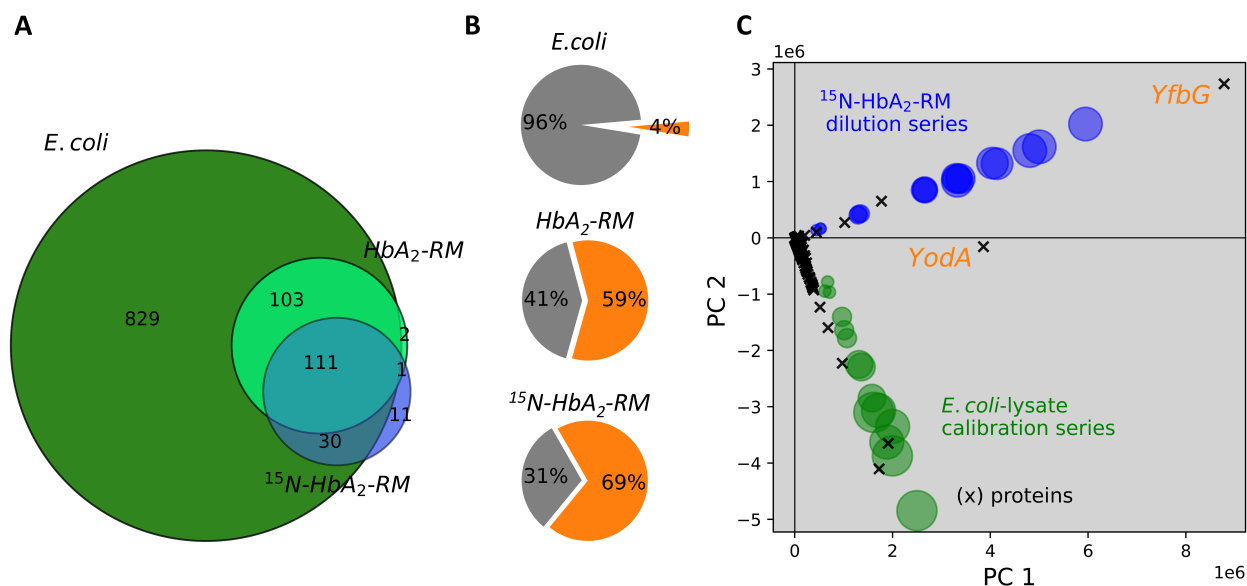 A
E. coli
HbA₂-RM
829
103
2
111
1
11
30
¹⁵N-HbA₂-RM
B
E.coli
96%
4%
HbA₂-RM
41%
59%
¹⁵N-HbA₂-RM
31%
69%
C
1e6
3
2
1
0
−1
−2
−3
−4
−5
PC 2
¹⁵N-HbA₂-RM
dilution series
YfbG
YodA
E. coli-lysate
calibration series
(x) proteins
0
2
4
6
8
1e6
PC 1